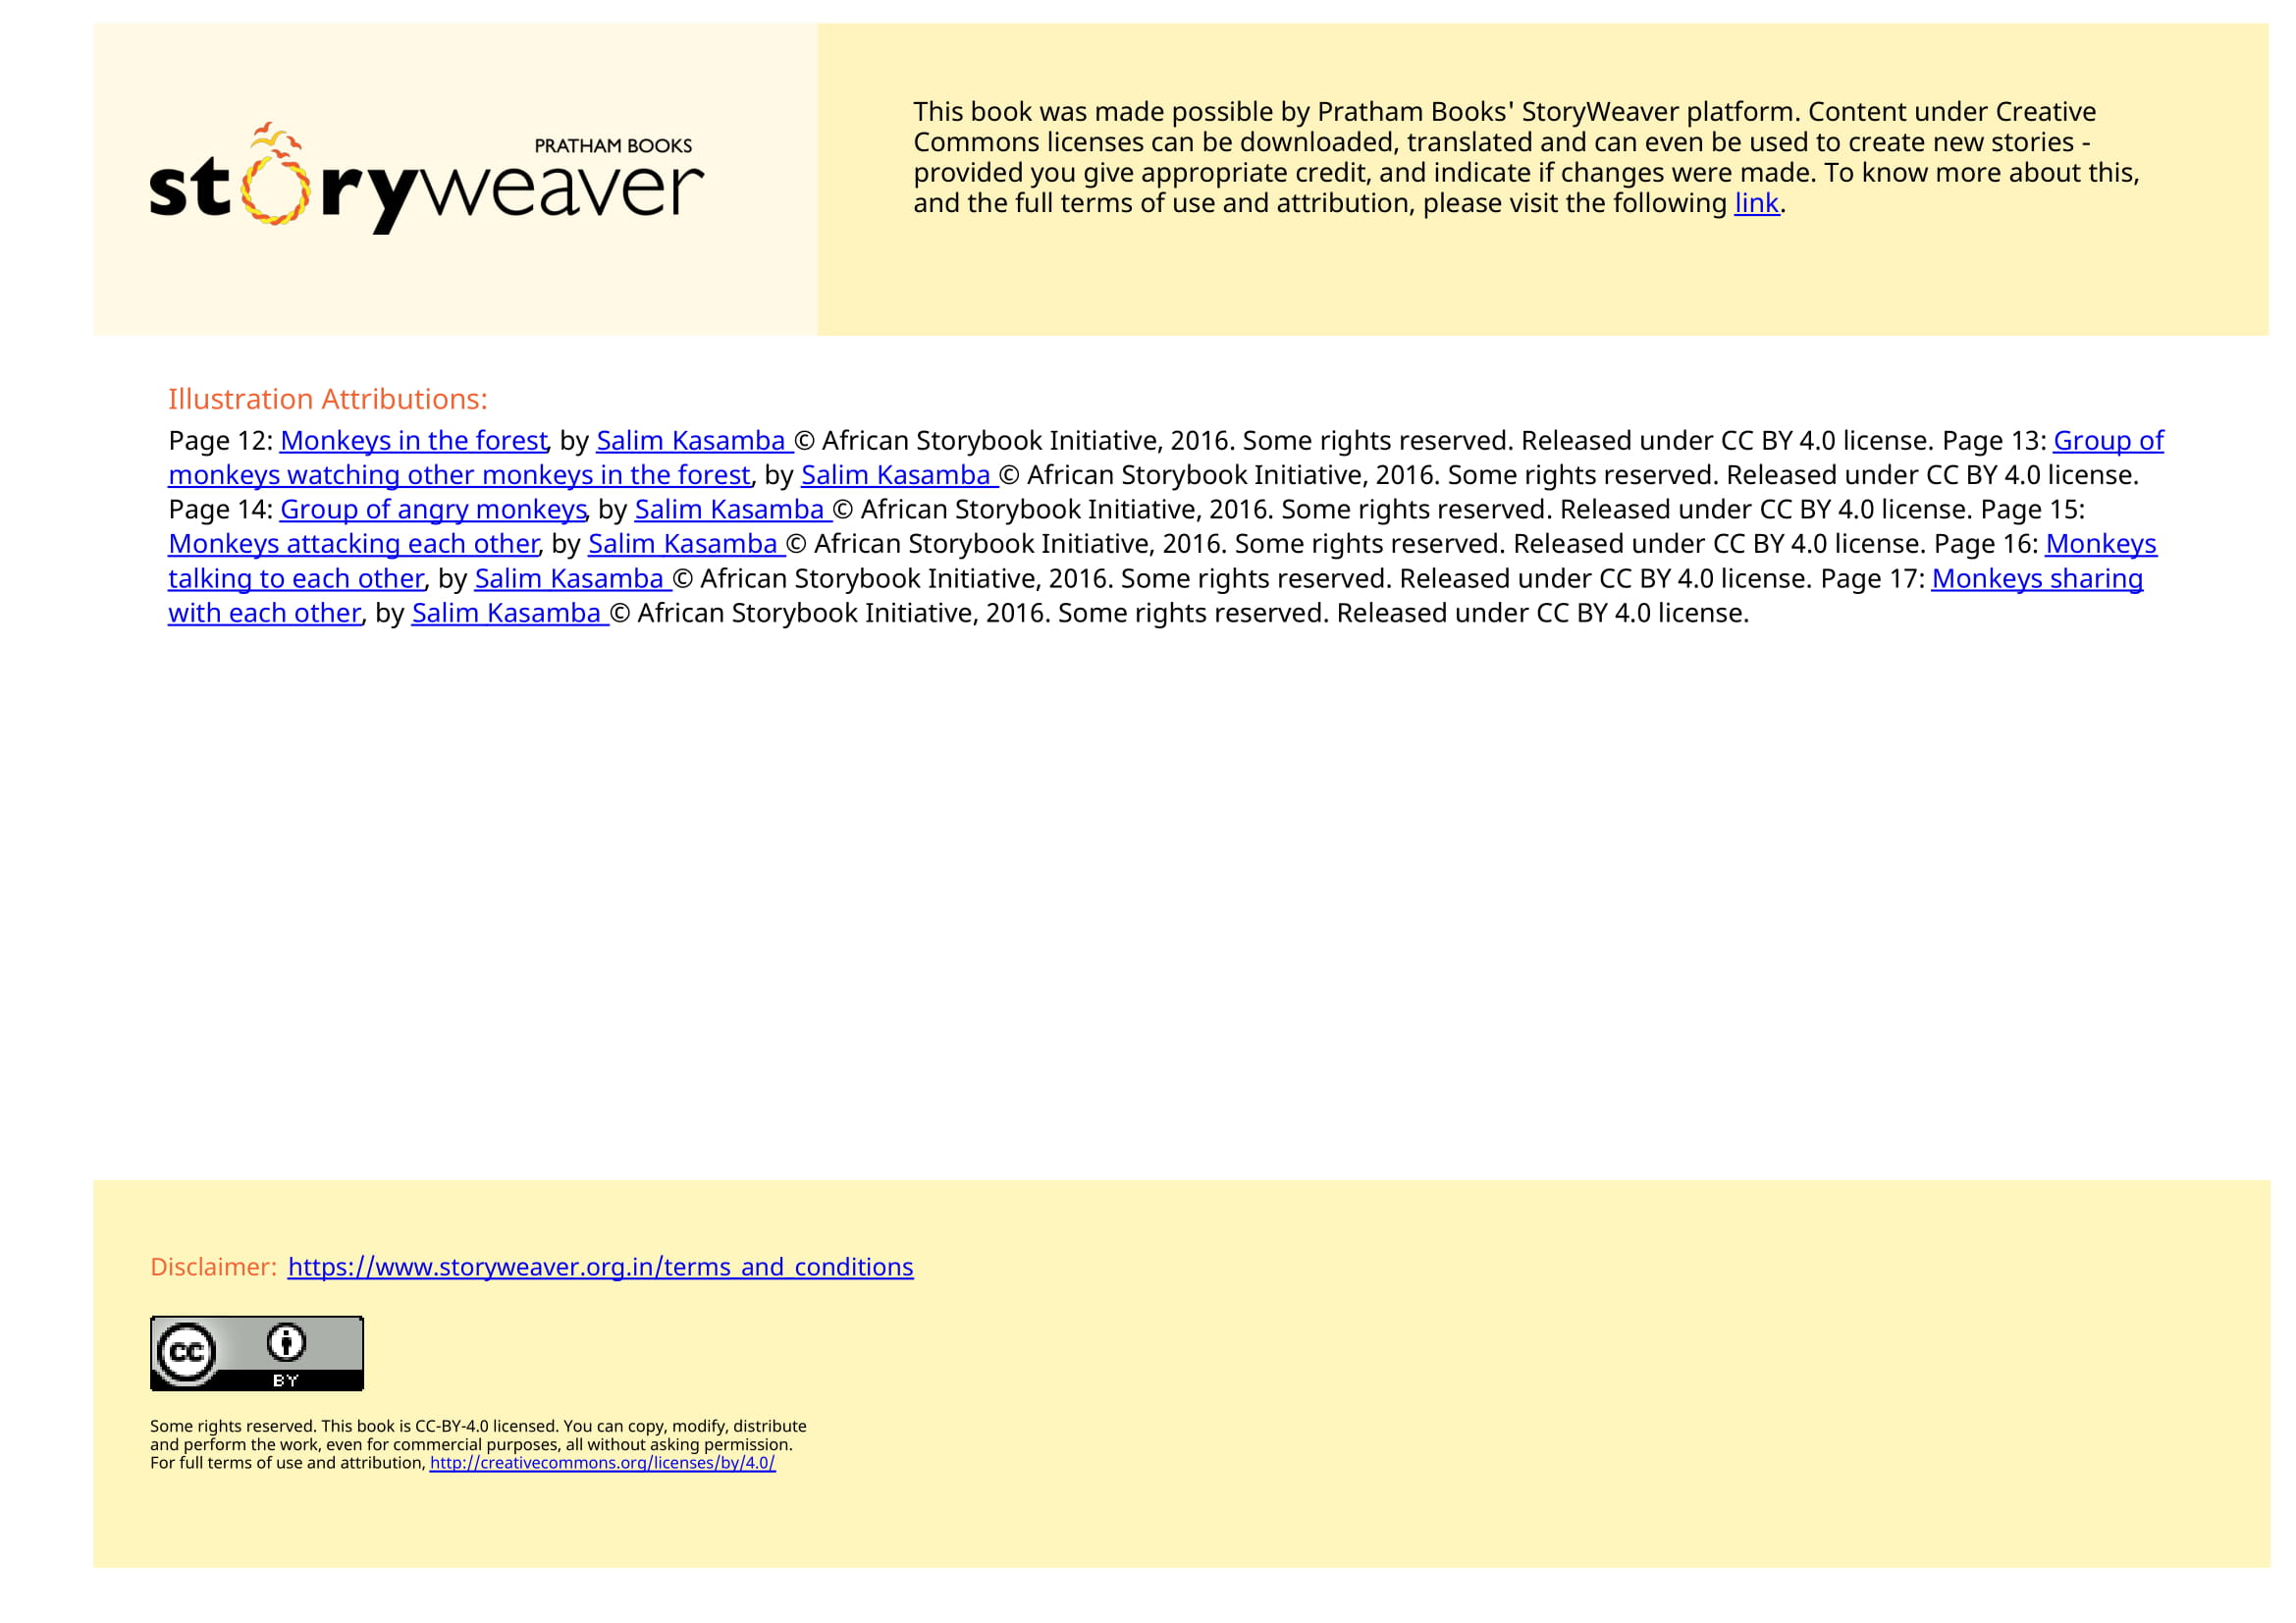 PRATHAM BOOKS
storyweaver
This book was made possible by Pratham Books' StoryWeaver platform. Content under Creative
Commons licenses can be downloaded, translated and can even be used to create new stories -
provided you give appropriate credit, and indicate if changes were made. To know more about this,
and the full terms of use and attribution, please visit the following link.
Illustration Attributions:
Page 12: Monkeys in the forest, by Salim Kasamba © African Storybook Initiative, 2016. Some rights reserved. Released under CC BY 4.0 license. Page 13: Group of
monkeys watching other monkeys in the forest, by Salim Kasamba © African Storybook Initiative, 2016. Some rights reserved. Released under CC BY 4.0 license.
Page 14: Group of angry monkeys, by Salim Kasamba © African Storybook Initiative, 2016. Some rights reserved. Released under CC BY 4.0 license. Page 15:
Monkeys attacking each other, by Salim Kasamba © African Storybook Initiative, 2016. Some rights reserved. Released under CC BY 4.0 license. Page 16: Monkeys
talking to each other, by Salim Kasamba © African Storybook Initiative, 2016. Some rights reserved. Released under CC BY 4.0 license. Page 17: Monkeys sharing
with each other, by Salim Kasamba © African Storybook Initiative, 2016. Some rights reserved. Released under CC BY 4.0 license.
Disclaimer: https://www.storyweaver.org.in/terms_and_conditions
cc
BY
Some rights reserved. This book is CC-BY-4.0 licensed. You can copy, modify, distribute
and perform the work, even for commercial purposes, all without asking permission.
For full terms of use and attribution, http://creativecommons.org/licenses/by/4.0/